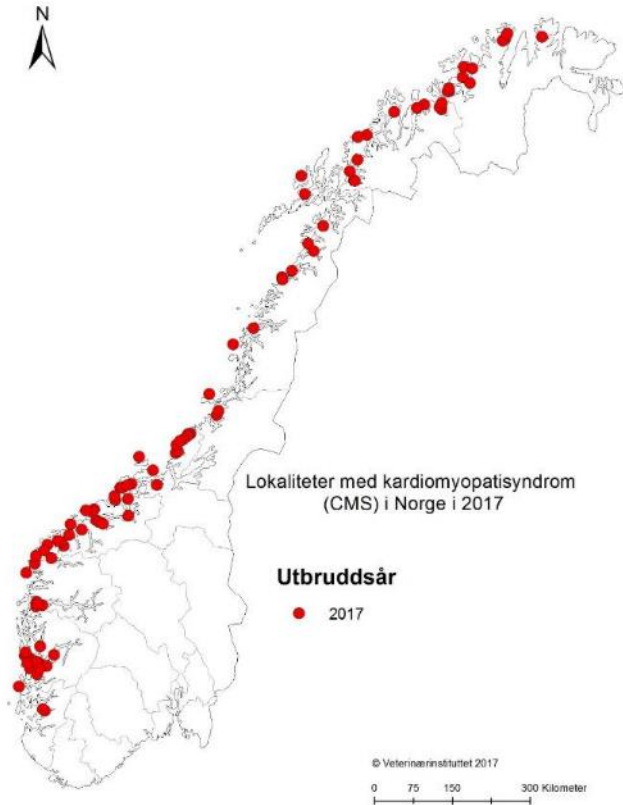 N
Lokaliteter med kardiomyopatisyndrom
(CMS) i Norge i 2017
Utbruddsår
2017
© Veterinærinstituttet 2017
0 75 150 300 Kilometer